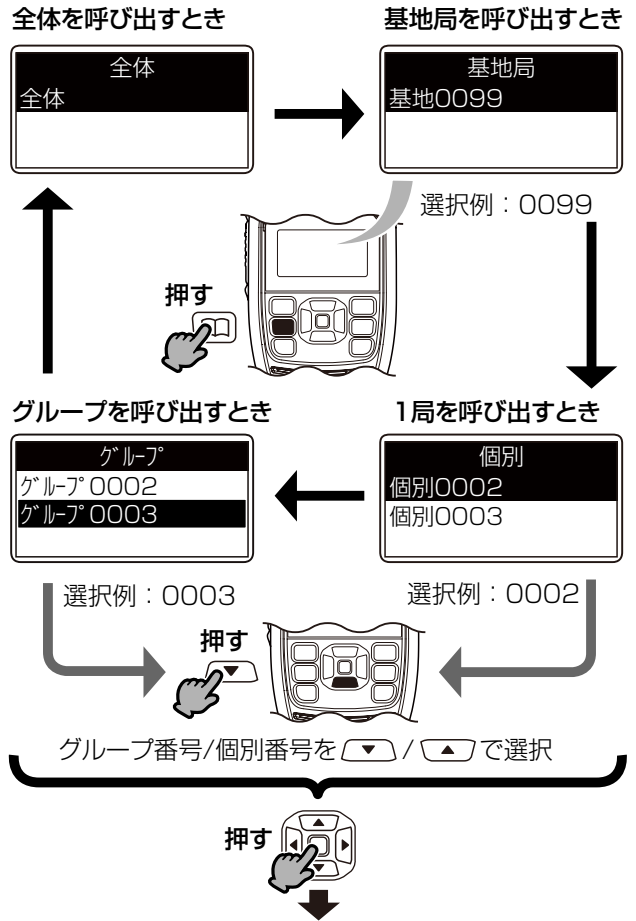 全体を呼び出すとき
全体
全体
基地局を呼び出すとき
基地局
基地0099
選択例：0099
押す
グループを呼び出すとき
ｸﾞﾙｰﾌﾟ
ｸﾞﾙｰﾌﾟ0002
ｸﾞﾙｰﾌﾟ0003
選択例：0003
1局を呼び出すとき
個別
個別0002
個別0003
選択例：0002
押す
グループ番号/個別番号を▼/▲で選択
押す